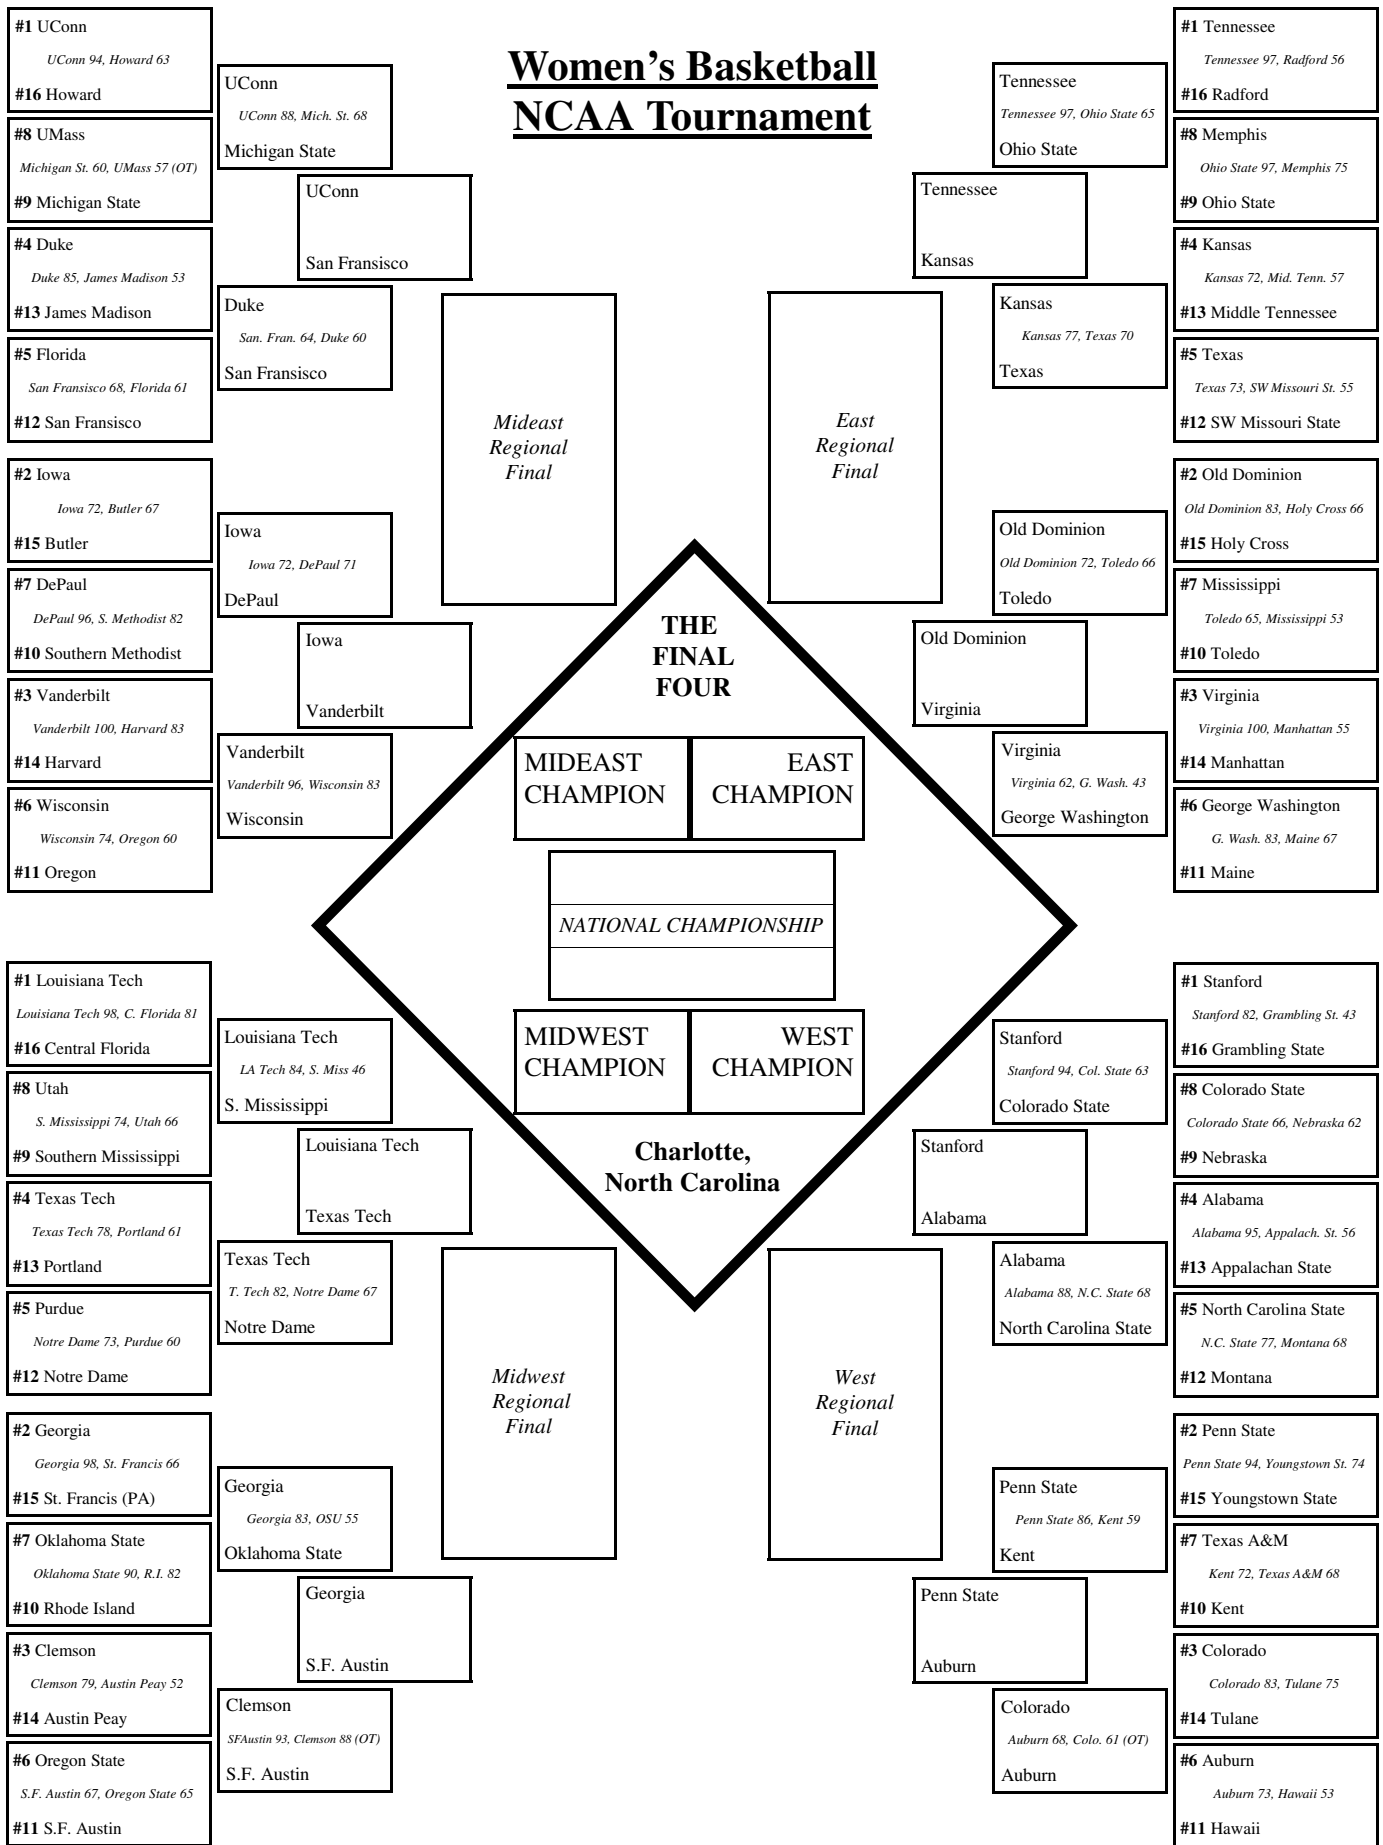 Women's Basketball
NCAA Tournament
#1 UConn
UConn 94, Howard 63
#16 Howard
#8 UMass
Michigan St. 60, UMass 57 (OT)
#9 Michigan State
#4 Duke
Duke 85, James Madison 53
#13 James Madison
#5 Florida
San Fransisco 68, Florida 61
#12 San Fransisco
#2 Iowa
Iowa 72, Butler 67
#15 Butler
#7 DePaul
DePaul 96, S. Methodist 82
#10 Southern Methodist
#3 Vanderbilt
Vanderbilt 100, Harvard 83
#14 Harvard
#6 Wisconsin
Wisconsin 74, Oregon 60
#11 Oregon
UConn
UConn 88, Mich. St. 68
Michigan State
Duke
San. Fran. 64, Duke 60
San Fransisco
Iowa
Iowa 72, DePaul 71
DePaul
Vanderbilt
Vanderbilt 96, Wisconsin 83
Wisconsin
UConn
San Fransisco
Iowa
Vanderbilt
Mideast
Regional
Final
East
Regional
Final
Tennessee
Kansas
Old Dominion
Virginia
Tennessee
Tennessee 97, Ohio State 65
Ohio State
Kansas
Kansas 77, Texas 70
Texas
Old Dominion
Old Dominion 72, Toledo 66
Toledo
Virginia
Virginia 62, G. Wash. 43
George Washington
#1 Tennessee
Tennessee 97, Radford 56
#16 Radford
#8 Memphis
Ohio State 97, Memphis 75
#9 Ohio State
#4 Kansas
Kansas 72, Mid. Tenn. 57
#13 Middle Tennessee
#5 Texas
Texas 73, SW Missouri St. 55
#12 SW Missouri State
#2 Old Dominion
Old Dominion 83, Holy Cross 66
#15 Holy Cross
#7 Mississippi
Toledo 65, Mississippi 53
#10 Toledo
#3 Virginia
Virginia 100, Manhattan 55
#14 Manhattan
#6 George Washington
G. Wash. 83, Maine 67
#11 Maine
THE
FINAL
FOUR
MIDEAST
CHAMPION
EAST
CHAMPION
NATIONAL CHAMPIONSHIP
MIDWEST
CHAMPION
WEST
CHAMPION
Charlotte,
North Carolina
#1 Louisiana Tech
Louisiana Tech 98, C. Florida 81
#16 Central Florida
#8 Utah
S. Mississippi 74, Utah 66
#9 Southern Mississippi
#4 Texas Tech
Texas Tech 78, Portland 61
#13 Portland
#5 Purdue
Notre Dame 73, Purdue 60
#12 Notre Dame
#2 Georgia
Georgia 98, St. Francis 66
#15 St. Francis (PA)
#7 Oklahoma State
Oklahoma State 90, R.I. 82
#10 Rhode Island
#3 Clemson
Clemson 79, Austin Peay 52
#14 Austin Peay
#6 Oregon State
S.F. Austin 67, Oregon State 65
#11 S.F. Austin
Louisiana Tech
LA Tech 84, S. Miss 46
S. Mississippi
Texas Tech
T. Tech 82, Notre Dame 67
Notre Dame
Georgia
Georgia 83, OSU 55
Oklahoma State
Clemson
SFAustin 93, Clemson 88 (OT)
S.F. Austin
Louisiana Tech
Texas Tech
Georgia
S.F. Austin
Midwest
Regional
Final
West
Regional
Final
Stanford
Alabama
Penn State
Auburn
Stanford
Stanford 94, Col. State 63
Colorado State
Alabama
Alabama 88, N.C. State 68
North Carolina State
Penn State
Penn State 86, Kent 59
Kent
Colorado
Auburn 68, Colo. 61 (OT)
Auburn
#1 Stanford
Stanford 82, Grambling St. 43
#16 Grambling State
#8 Colorado State
Colorado State 66, Nebraska 62
#9 Nebraska
#4 Alabama
Alabama 95, Appalach. St. 56
#13 Appalachan State
#5 North Carolina State
N.C. State 77, Montana 68
#12 Montana
#2 Penn State
Penn State 94, Youngstown St. 74
#15 Youngstown State
#7 Texas A&M
Kent 72, Texas A&M 68
#10 Kent
#3 Colorado
Colorado 83, Tulane 75
#14 Tulane
#6 Auburn
Auburn 73, Hawaii 53
#11 Hawaii